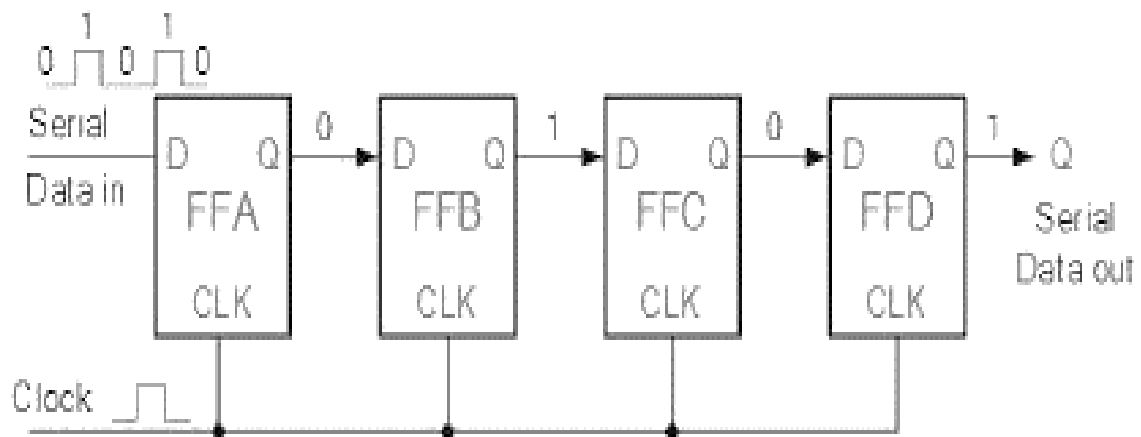 1 1
0 0 0
Serial
Data in
D Q 0 D Q 1 D Q 0 D Q 1 Q
FFA FFB FFC FFD
Serial
Data out
CLK CLK CLK CLK
Clock